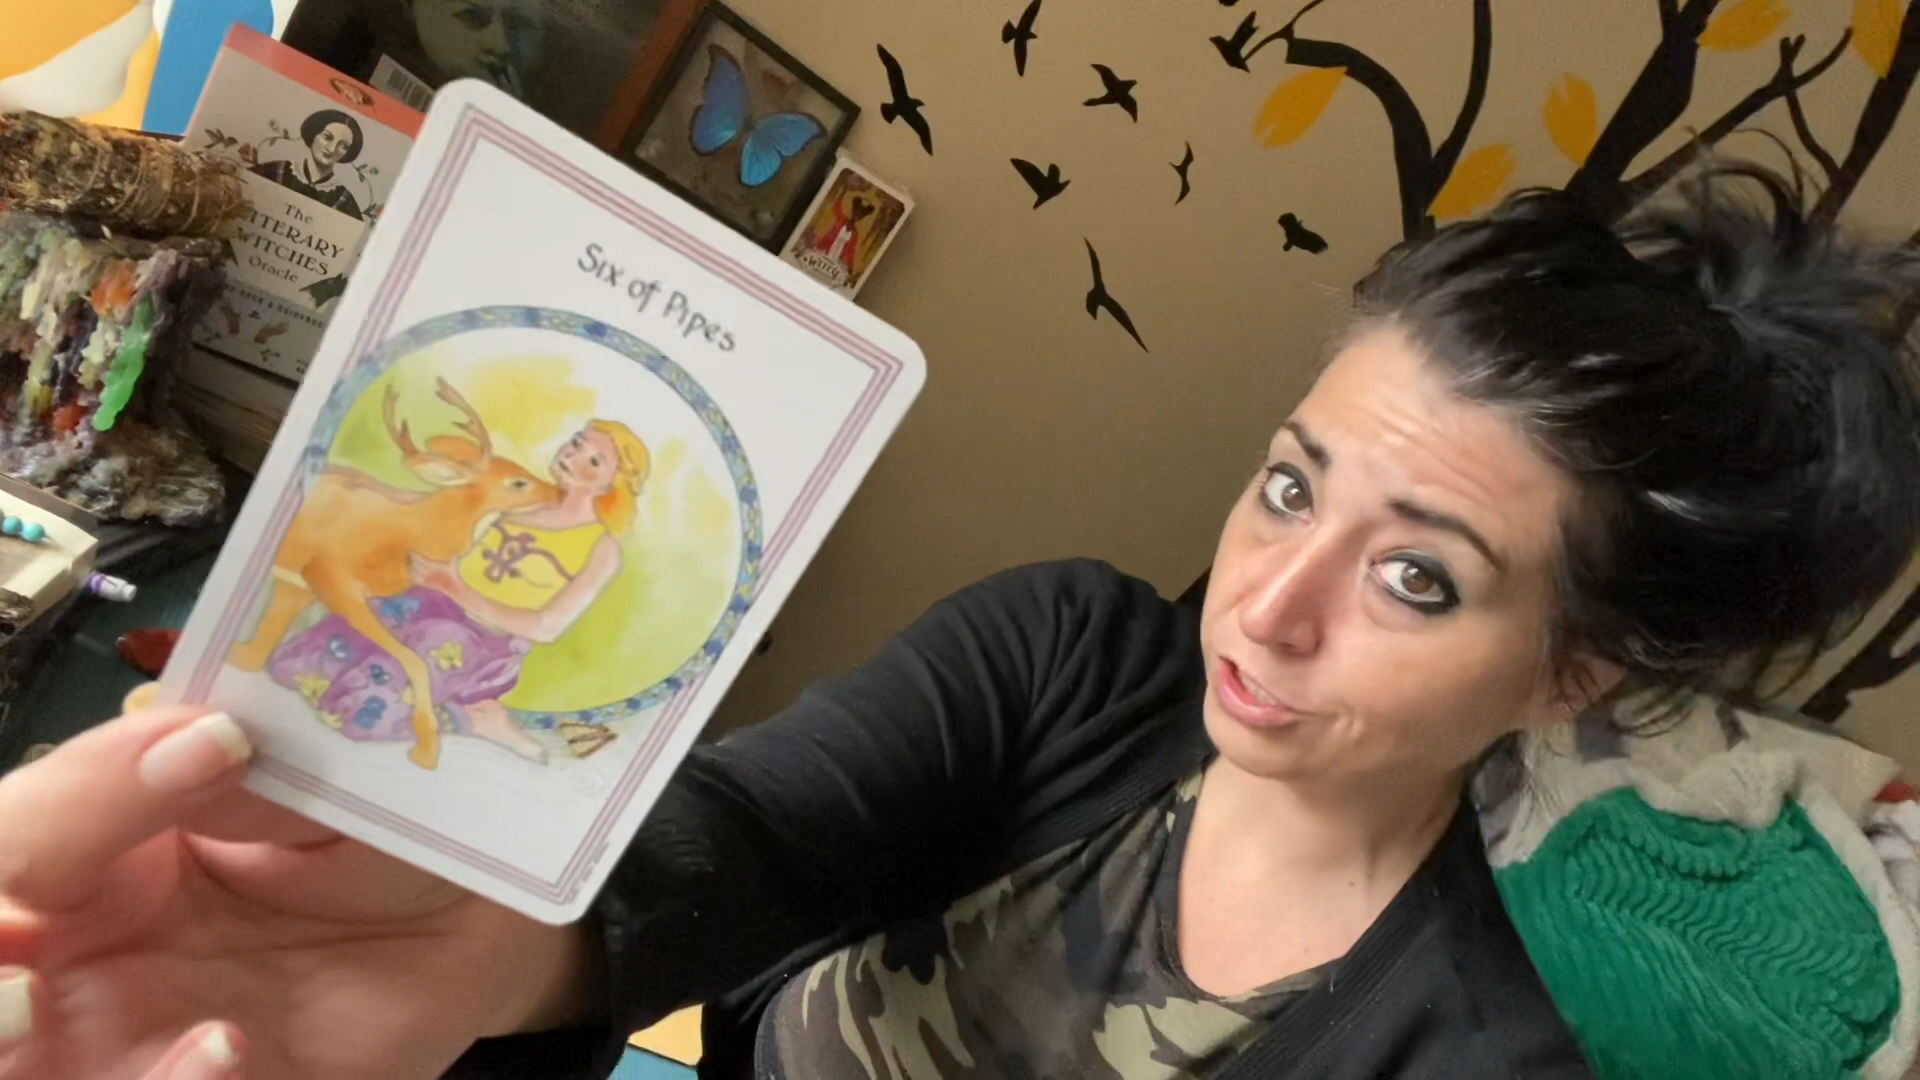 Six of Pipes
The
LITERARY
WITCHES
Oracle